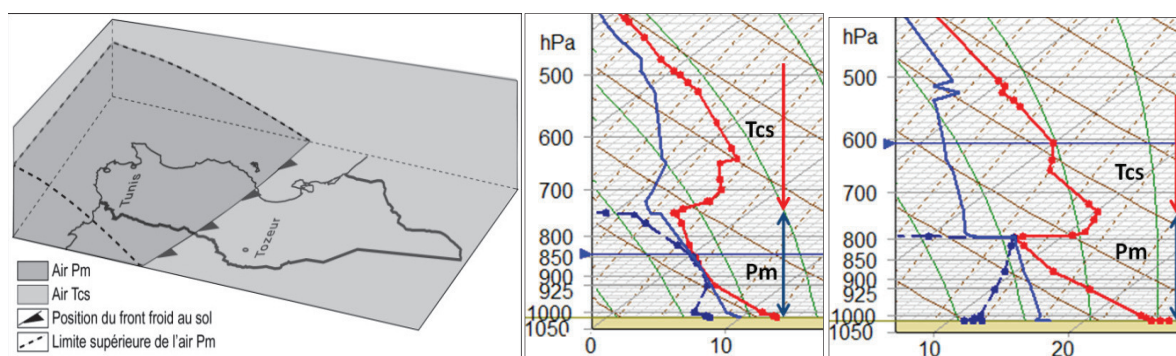 Tunis
Tozeur
Air Pm
Air Tcs
Position du front froid au sol
Limite supérieure de l'air Pm
hPa
500
600
700
800
850
925
1000
1050
0
10
Tcs
Pm
hPa
500
600
700
800
850
925
1000
1050
10
20
Tcs
Pm